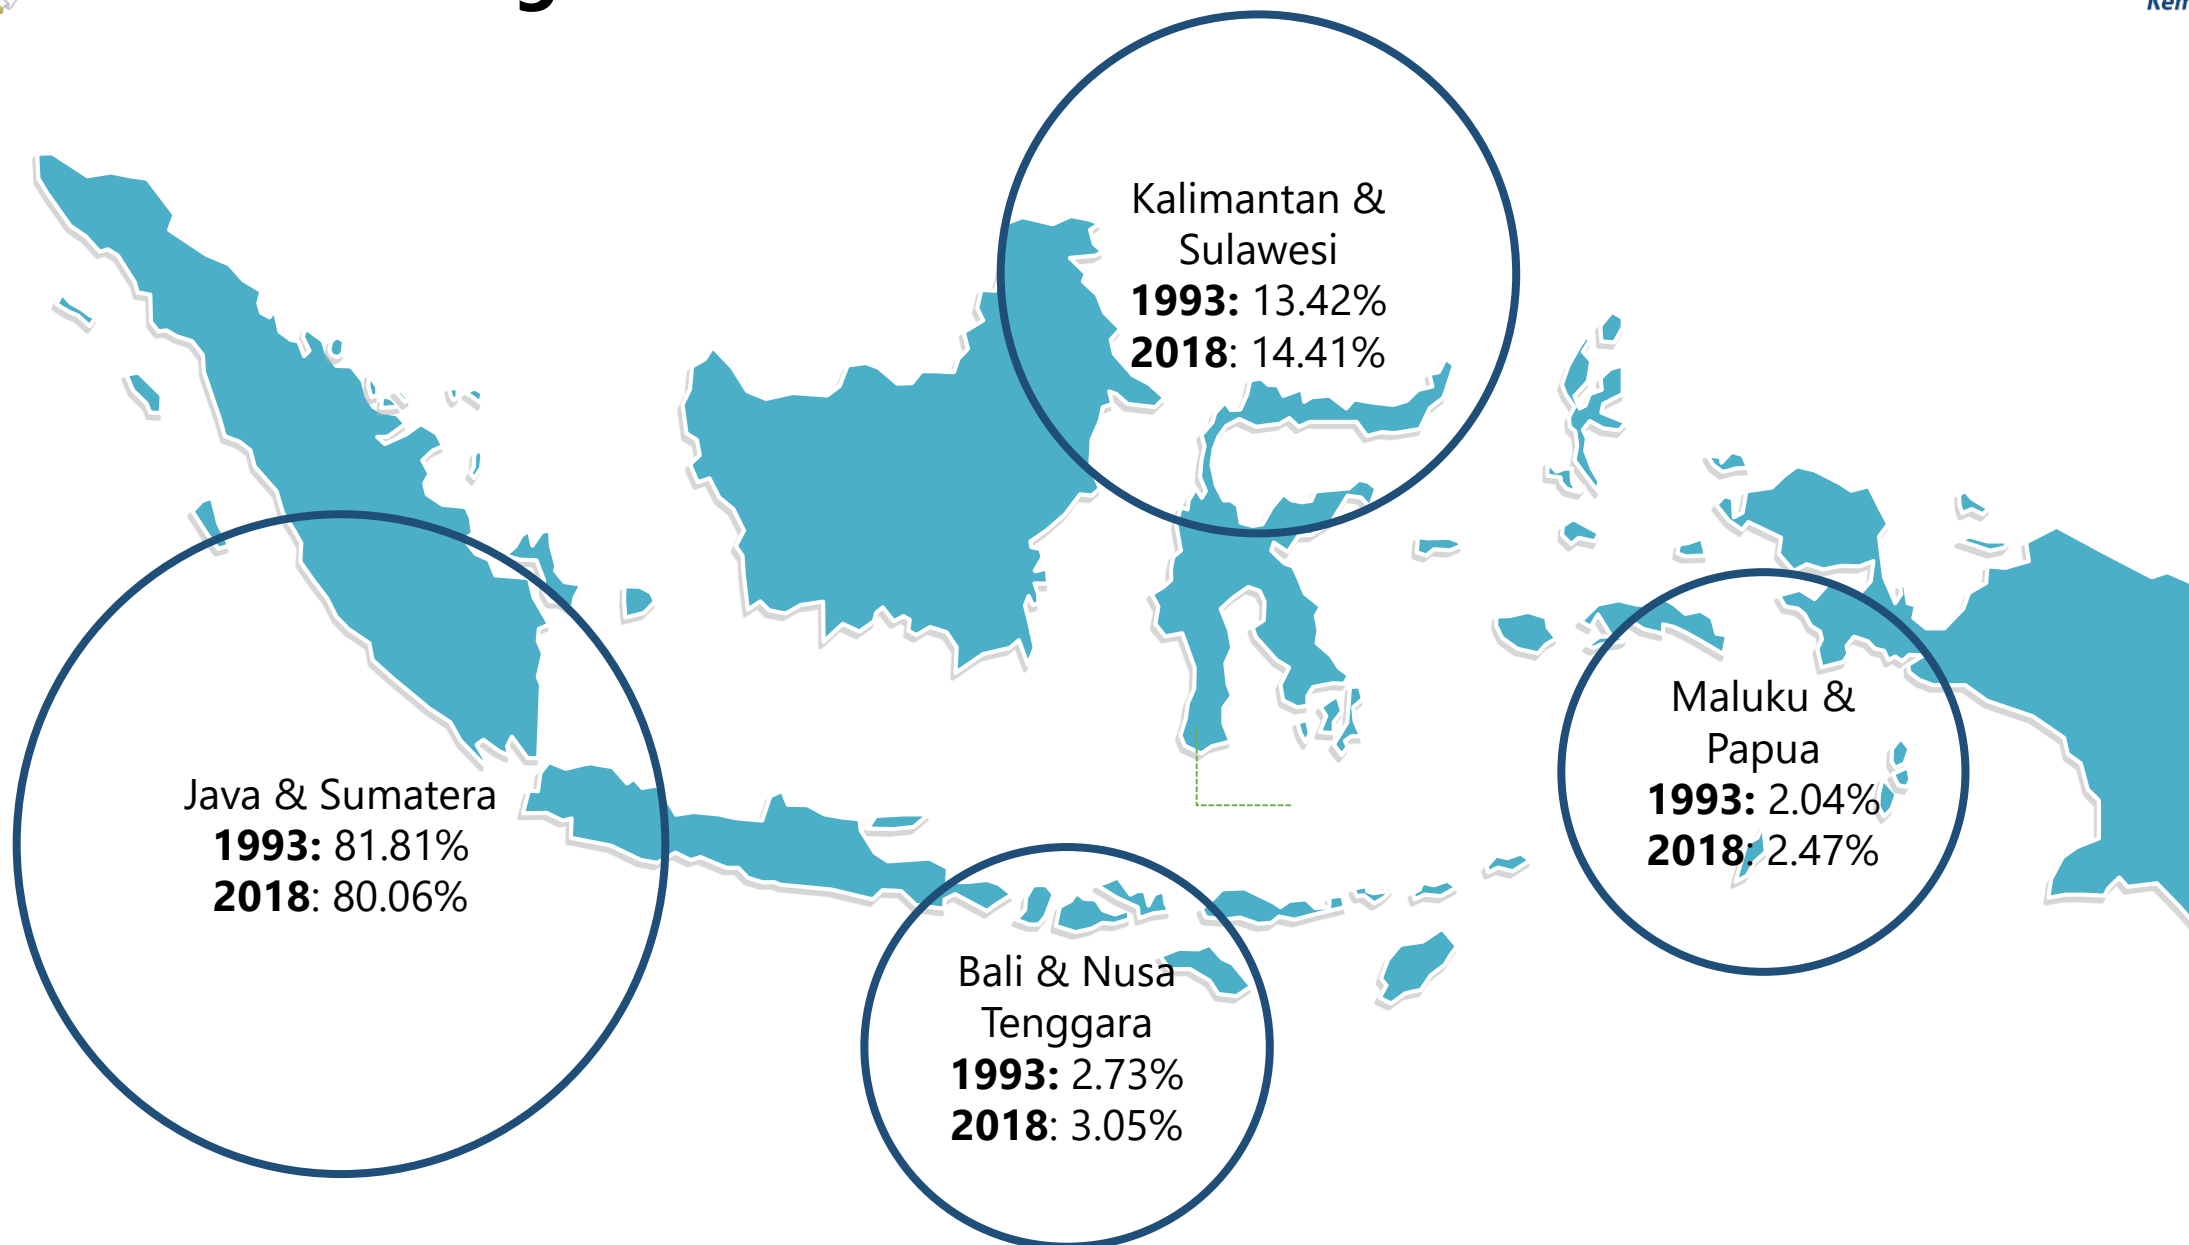 Kalimantan &
Sulawesi
1993: 13.42%
2018: 14.41%
Maluku &
Papua
1993: 2.04%
2018: 2.47%
Java & Sumatera
1993: 81.81%
2018: 80.06%
Bali & Nusa
Tenggara
1993: 2.73%
2018: 3.05%